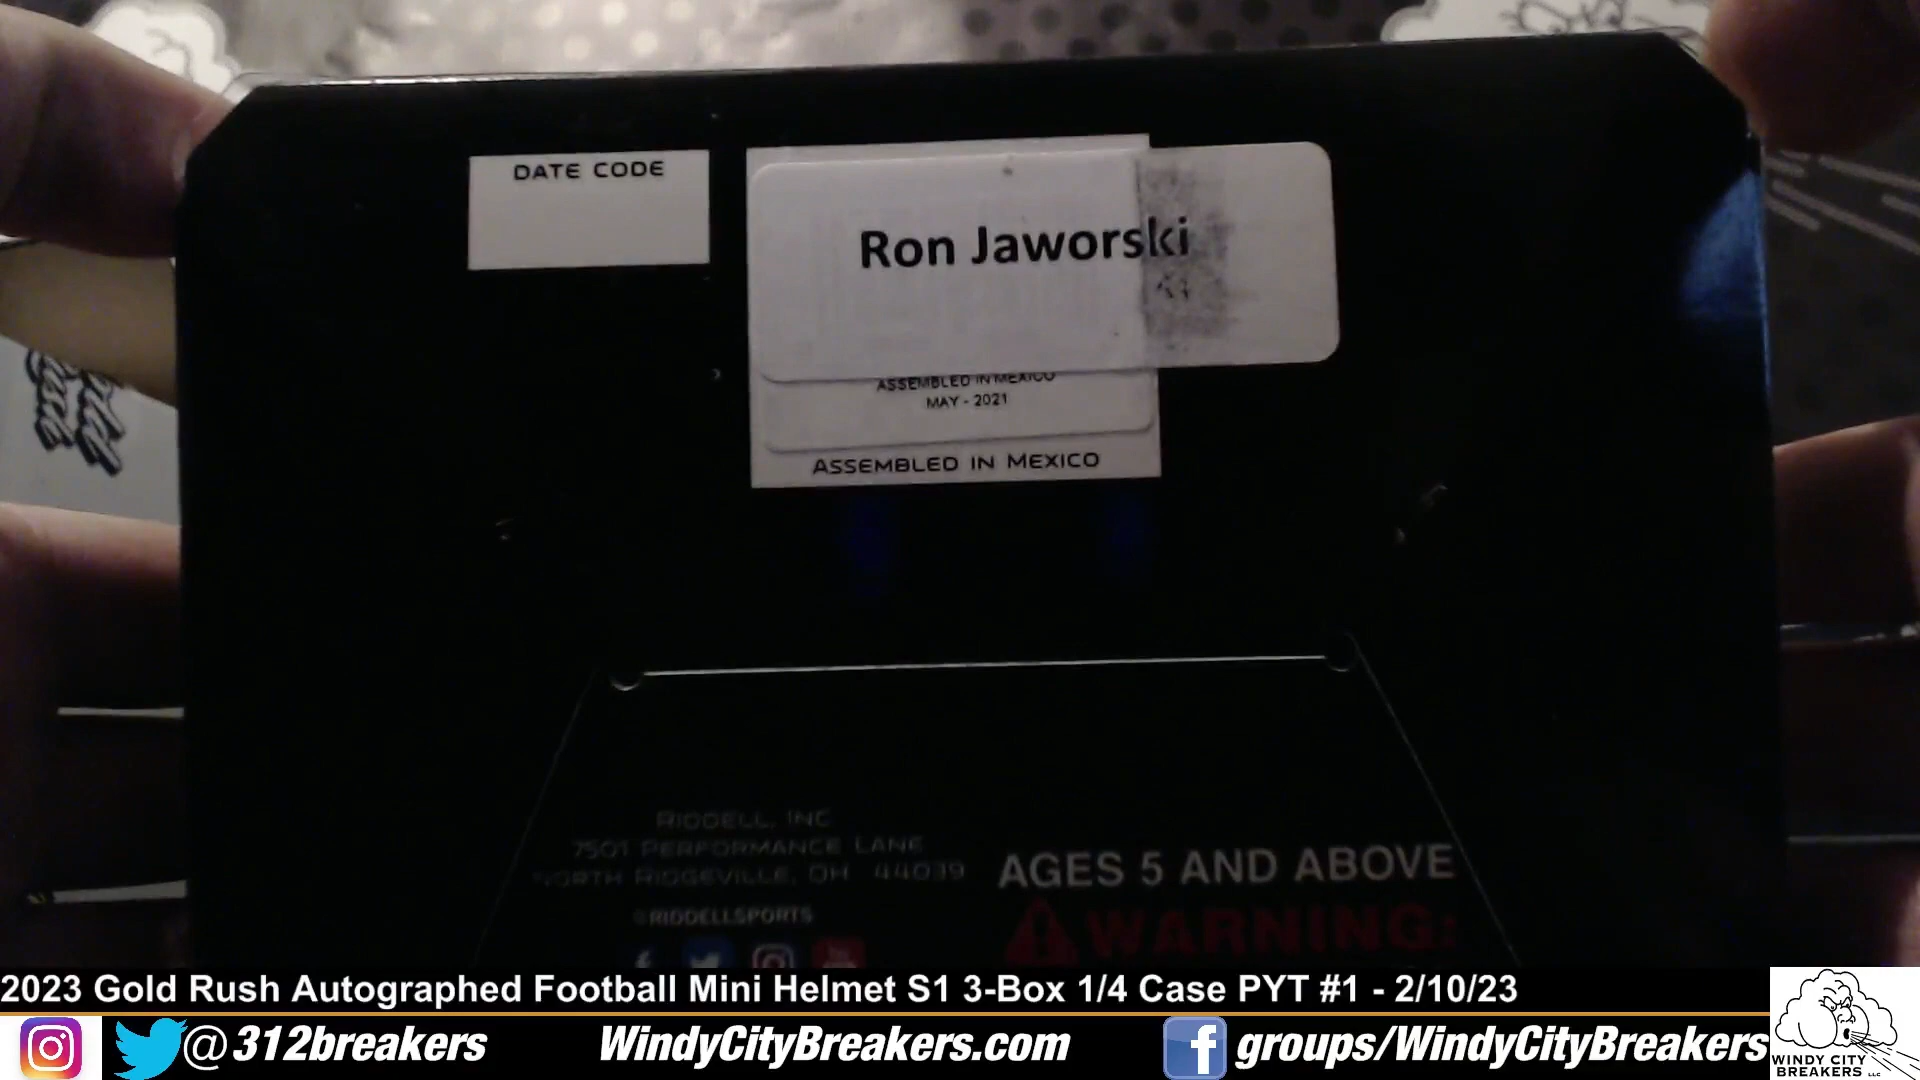 DATE CODE
Ron Jaworski
ASSEMBLED IN MEXICO
MAY - 2021
ASSEMBLED IN MEXICO
RIDDELL, INC
7501 PERFORMANCE LANE
NORTH RIDGEVILLE, OH 44039
@RIDDELLSPORTS
AGES 5 AND ABOVE
WARNING:
2023 Gold Rush Autographed Football Mini Helmet S1 3-Box 1/4 Case PYT #1 - 2/10/23
@312breakers
WindyCityBreakers.com
groups/WindyCityBreakers
WINDY CITY
BREAKERS LLC